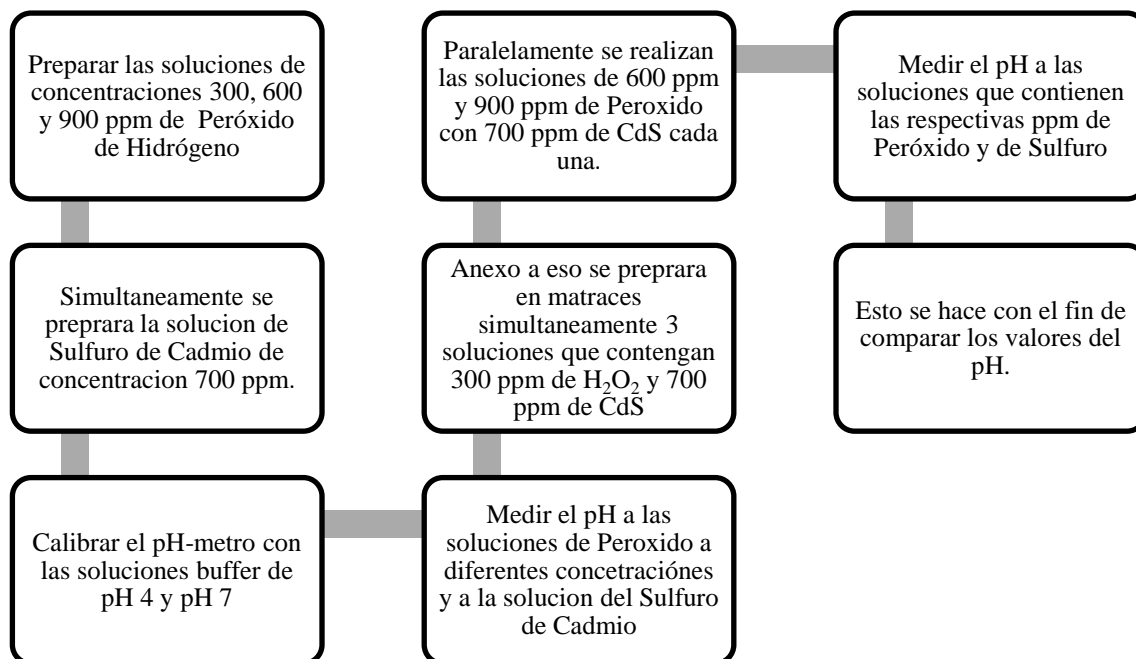 Preparar las soluciones de
concentraciones 300, 600
y 900 ppm de Peróxido
de Hidrógeno
Simultaneamente se
preprara la solucion de
Sulfuro de Cadmio de
concentracion 700 ppm.
Calibrar el pH-metro con
las soluciones buffer de
pH 4 y pH 7
Medir el pH a las
soluciones de Peroxido a
diferentes concetraciónes
y a la solucion del Sulfuro
de Cadmio
Anexo a eso se preprara
en matraces
simultaneamente 3
soluciones que contengan
300 ppm de H₂O₂ y 700
ppm de CdS
Paralelamente se realizan
las soluciones de 600 ppm
y 900 ppm de Peroxido
con 700 ppm de CdS cada
una.
Medir el pH a las
soluciones que contienen
las respectivas ppm de
Peróxido y de Sulfuro
Esto se hace con el fin de
comparar los valores del
pH.